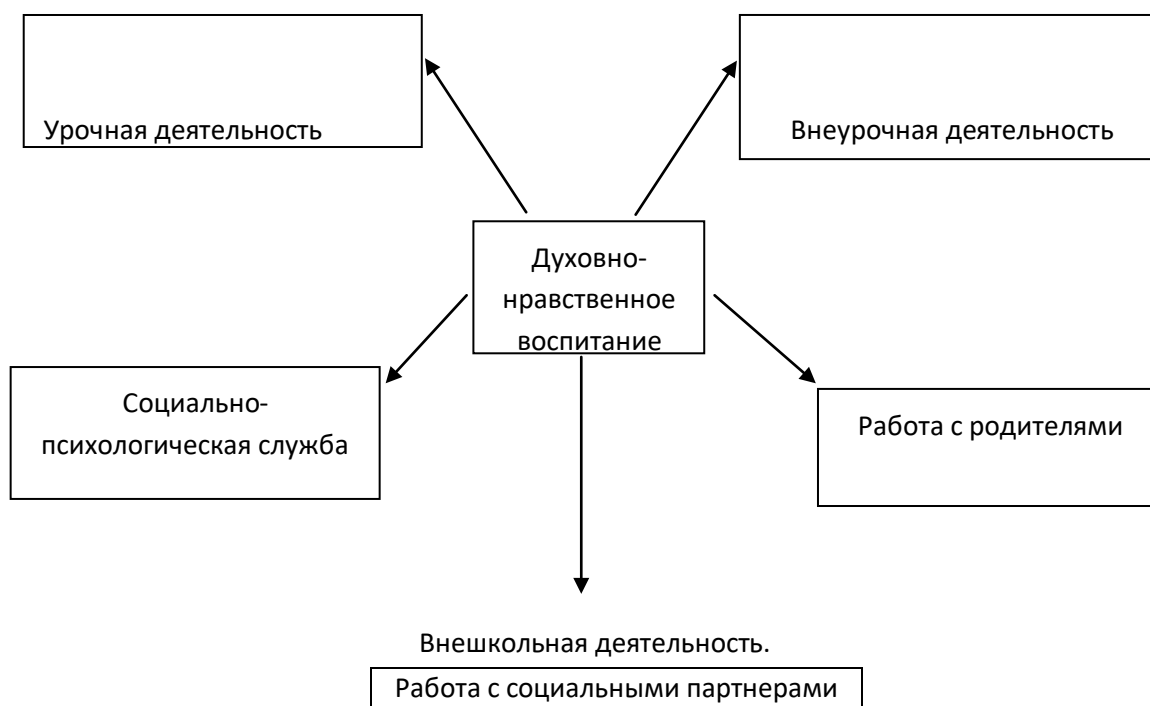 Урочная деятельность
Внеурочная деятельность
Духовно-
нравственное
воспитание
Социально-
психологическая служба
Работа с родителями
Внешкольная деятельность.
Работа с социальными партнерами